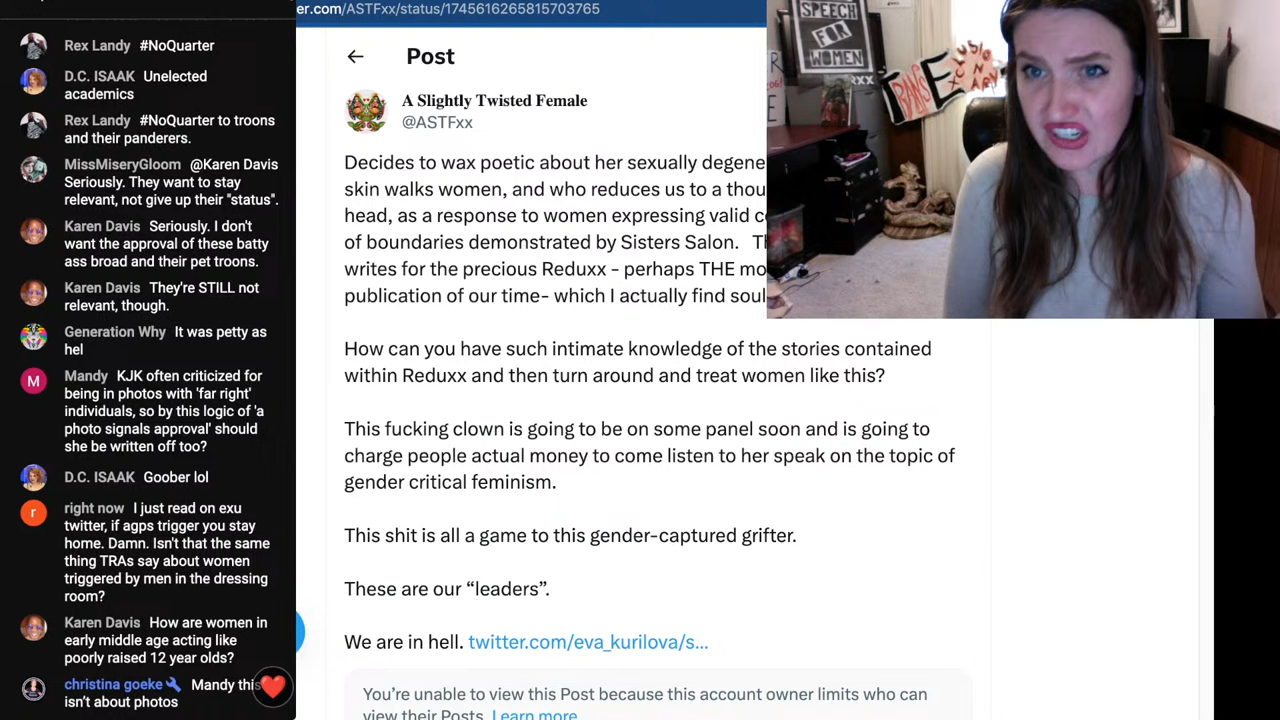 Rex Landy #NoQuarter
D.C. ISAAK Unelected
academics
Rex Landy #NoQuarter to troons
and their panderers.
MissMiseryGloom @Karen Davis
Seriously. They want to stay
relevant, not give up their "status".
Karen Davis Seriously. I don't
want the approval of these batty
ass broad and their pet troons.
Karen Davis They're STILL not
relevant, though.
Generation Why It was petty as
hel
M
Mandy KJK often criticized for
being in photos with 'far right'
individuals, so by this logic of 'a
photo signals approval' should
she be written off too?
D.C. ISAAK Goober lol
r
right now I just read on exu
twitter, if agps trigger you stay
home. Damn. Isn't that the same
thing TRAs say about women
triggered by men in the dressing
room?
Karen Davis How are women in
early middle age acting like
poorly raised 12 year olds?
christina goeke Mandy this
isn't about photos
er.com/ASTFxx/status/1745616265815703765
Post
A Slightly Twisted Female
@ASTFxx
Decides to wax poetic about her sexually degene
skin walks women, and who reduces us to a thou
head, as a response to women expressing valid c
of boundaries demonstrated by Sisters Salon. Th
writes for the precious Reduxx - perhaps THE mo
publication of our time- which I actually find soul
How can you have such intimate knowledge of the stories contained
within Reduxx and then turn around and treat women like this?
This fucking clown is going to be on some panel soon and is going to
charge people actual money to come listen to her speak on the topic of
gender critical feminism.
This shit is all a game to this gender-captured grifter.
These are our “leaders”.
We are in hell. twitter.com/eva_kurilova/s...
You’re unable to view this Post because this account owner limits who can
view their Posts. Learn more
SPEECH
FOR
WOMEN
XX
TRANS
EXCLUSIONARY